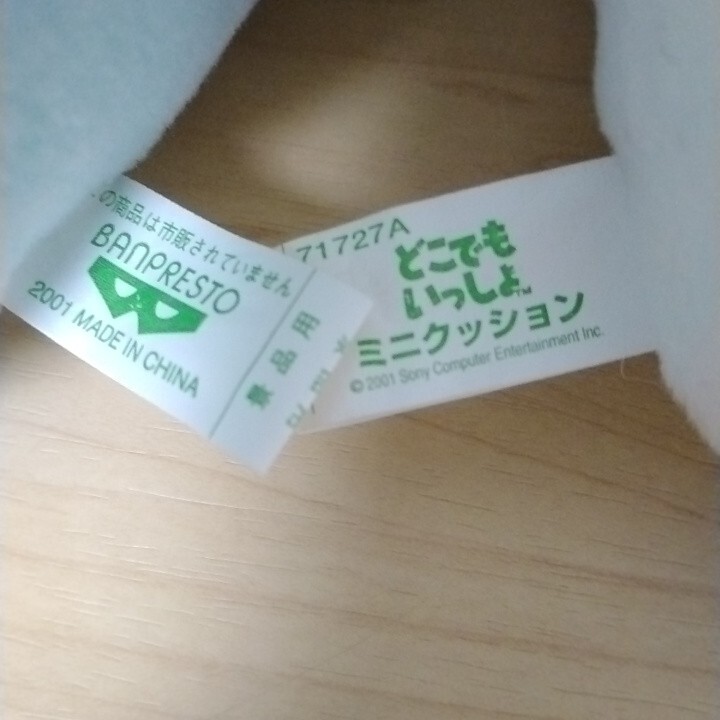 の商品は市販されていません
BANPRESTO
2001 MADE IN CHINA
景品用
71727A
どこでも
いっしょ™
ミニクッション
© 2001 Sony Computer Entertainment Inc.